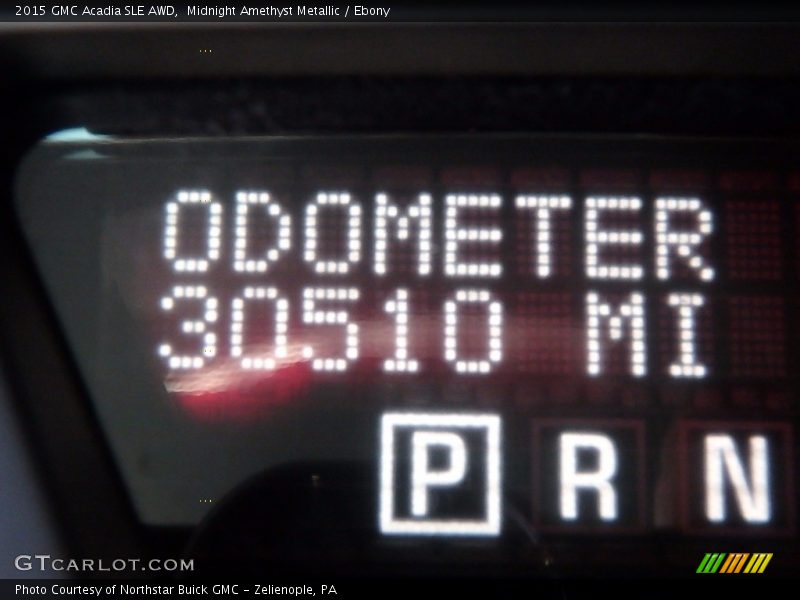 2015 GMC Acadia SLE AWD,  Midnight Amethyst Metallic / Ebony
ODOMETER
30510 MI
P R N
GTCARLOT.COM
Photo Courtesy of Northstar Buick GMC - Zelienople, PA